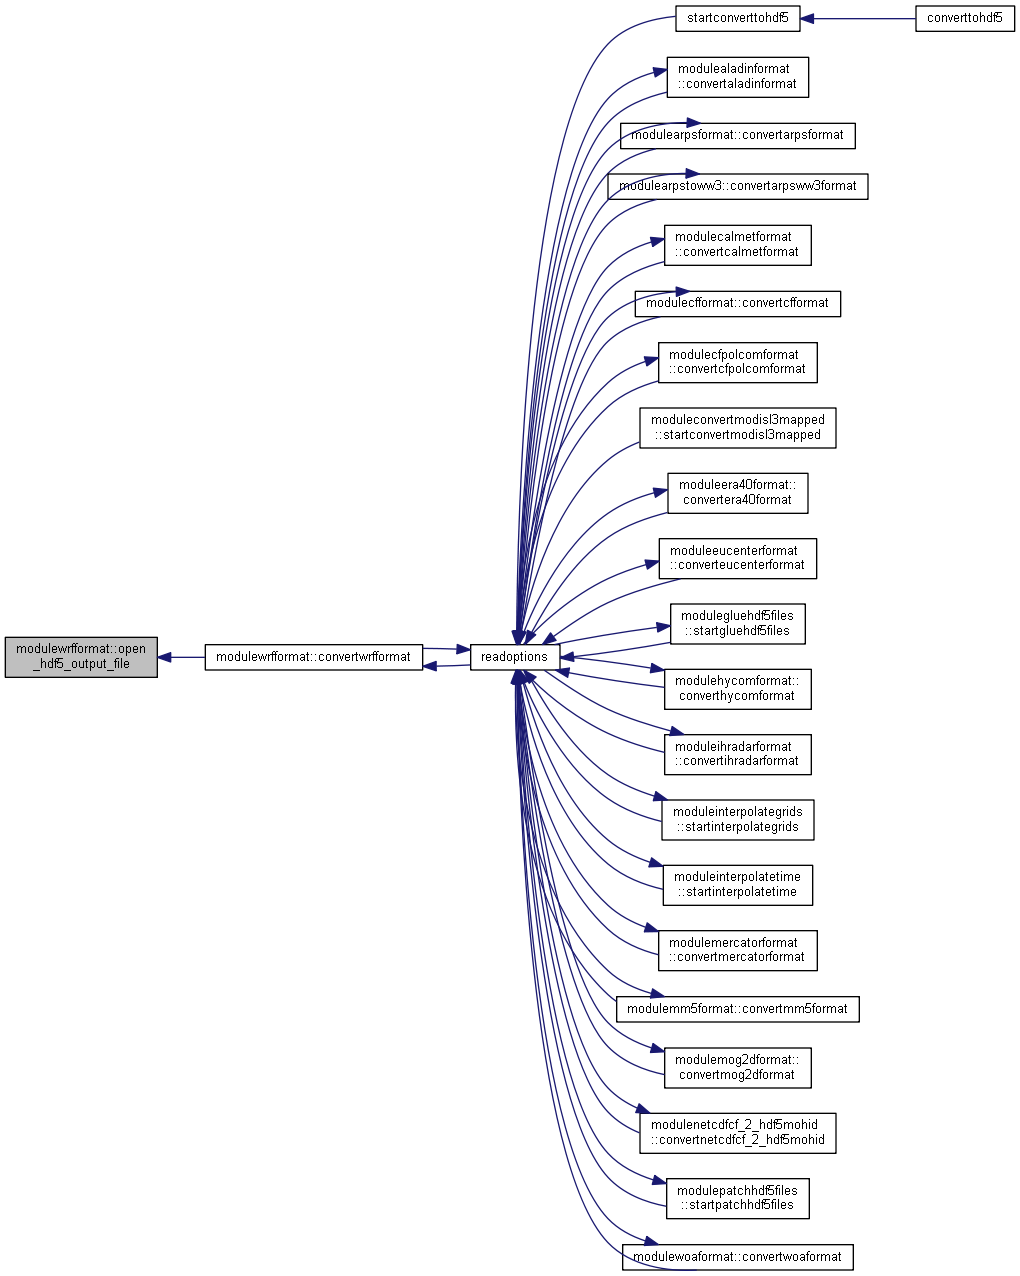 startconverttohdf5
converttohdf5
modulealadinformat
::convertaladinformat
modulearpsformat::convertarpsformat
modulearpstoww3::convertarpsww3format
modulecalmetformat
::convertcalmetformat
modulecfformat::convertcfformat
modulecfpolcomformat
::convertcfpolcomformat
moduleconvertmodisl3mapped
::startconvertmodisl3mapped
moduleera40format::
convertera40format
moduleeucenterformat
::converteucenterformat
modulegluehdf5files
::startgluehdf5files
modulewrfformat::open
_hdf5_output_file
modulewrfformat::convertwrfformat
readoptions
modulehycomformat::
converthycomformat
moduleihradarformat
::convertihradarformat
moduleinterpolategrids
::startinterpolategrids
moduleinterpolatetime
::startinterpolatetime
modulemercatorformat
::convertmercatorformat
modulemm5format::convertmm5format
modulemog2dformat::
convertmog2dformat
modulenetcdfcf_2_hdf5mohid
::convertnetcdfcf_2_hdf5mohid
modulepatchhdf5files
::startpatchhdf5files
modulewoaformat::convertwoaformat